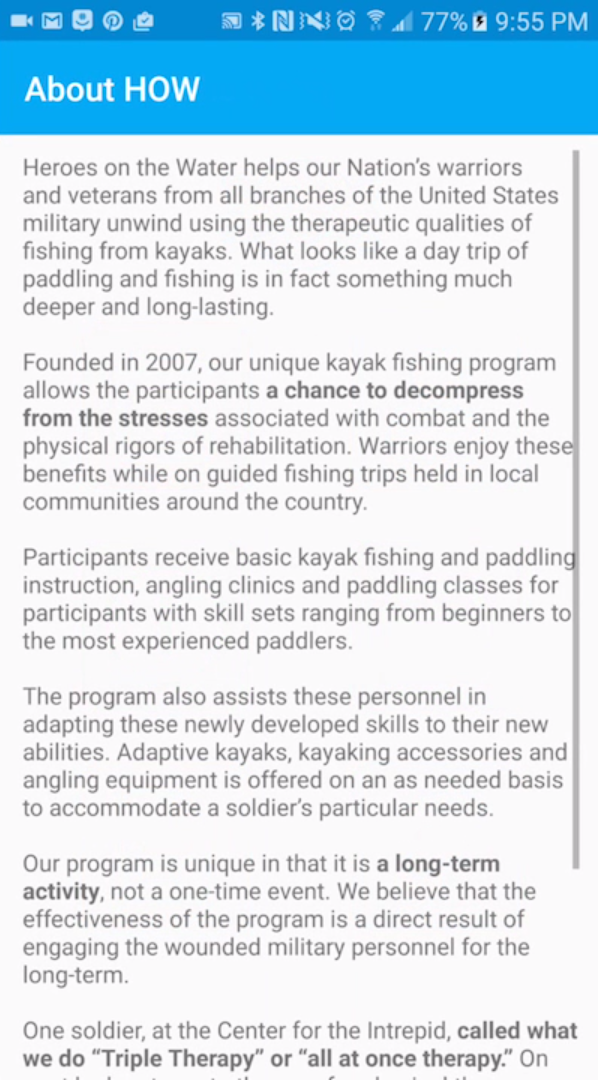 77% 9:55 PM
About HOW
Heroes on the Water helps our Nation’s warriors
and veterans from all branches of the United States
military unwind using the therapeutic qualities of
fishing from kayaks. What looks like a day trip of
paddling and fishing is in fact something much
deeper and long-lasting.
Founded in 2007, our unique kayak fishing program
allows the participants a chance to decompress
from the stresses associated with combat and the
physical rigors of rehabilitation. Warriors enjoy these
benefits while on guided fishing trips held in local
communities around the country.
Participants receive basic kayak fishing and paddling
instruction, angling clinics and paddling classes for
participants with skill sets ranging from beginners to
the most experienced paddlers.
The program also assists these personnel in
adapting these newly developed skills to their new
abilities. Adaptive kayaks, kayaking accessories and
angling equipment is offered on an as needed basis
to accommodate a soldier’s particular needs.
Our program is unique in that it is a long-term
activity, not a one-time event. We believe that the
effectiveness of the program is a direct result of
engaging the wounded military personnel for the
long-term.
One soldier, at the Center for the Intrepid, called what
we do “Triple Therapy” or “all at once therapy.” On